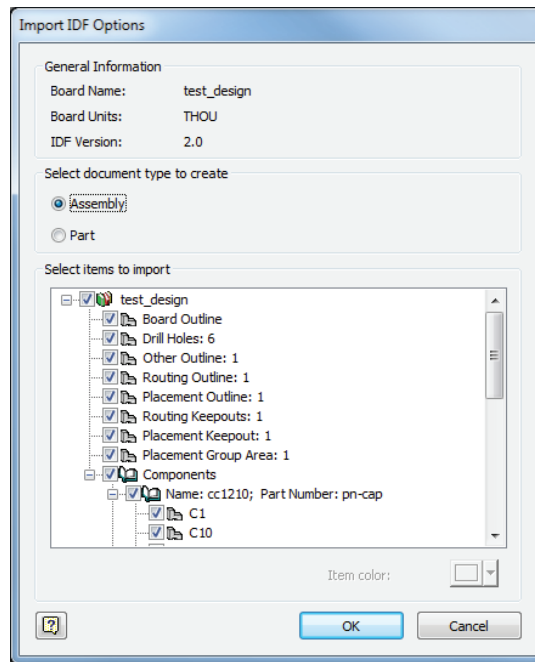 Import IDF Options
General Information
Board Name: test_design
Board Units: THOU
IDF Version: 2.0
Select document type to create
Assembly
Part
Select items to import
test_design
Board Outline
Drill Holes: 6
Other Outline: 1
Routing Outline: 1
Placement Outline: 1
Routing Keepouts: 1
Placement Keepout: 1
Placement Group Area: 1
Components
Name: cc1210; Part Number: pn-cap
C1
C10
Item color:
OK Cancel